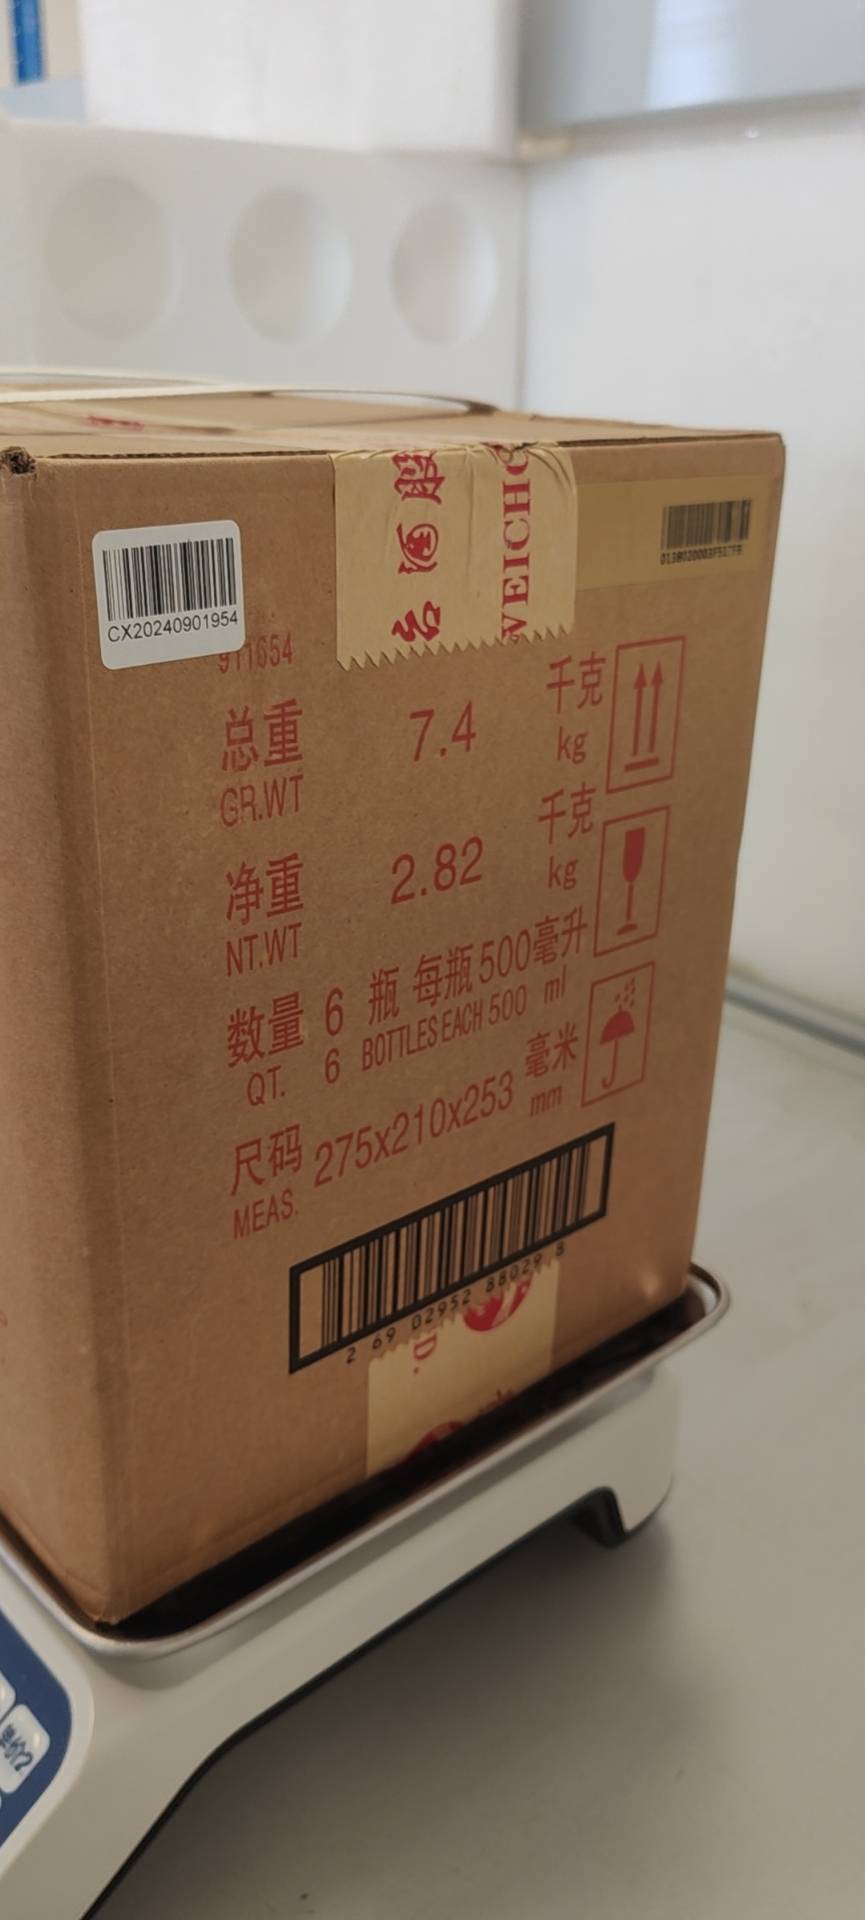 CX20240901954
911654
VEICHO
总重 7.4 千克
GR.WT kg
净重 2.82 千克
NT.WT kg
数量 6 瓶 每瓶 500 毫升
QT. 6 BOTTLES EACH 500 ml
尺码 275x210x253 毫米
MEAS. mm
2 69 02952 88029 8
D.